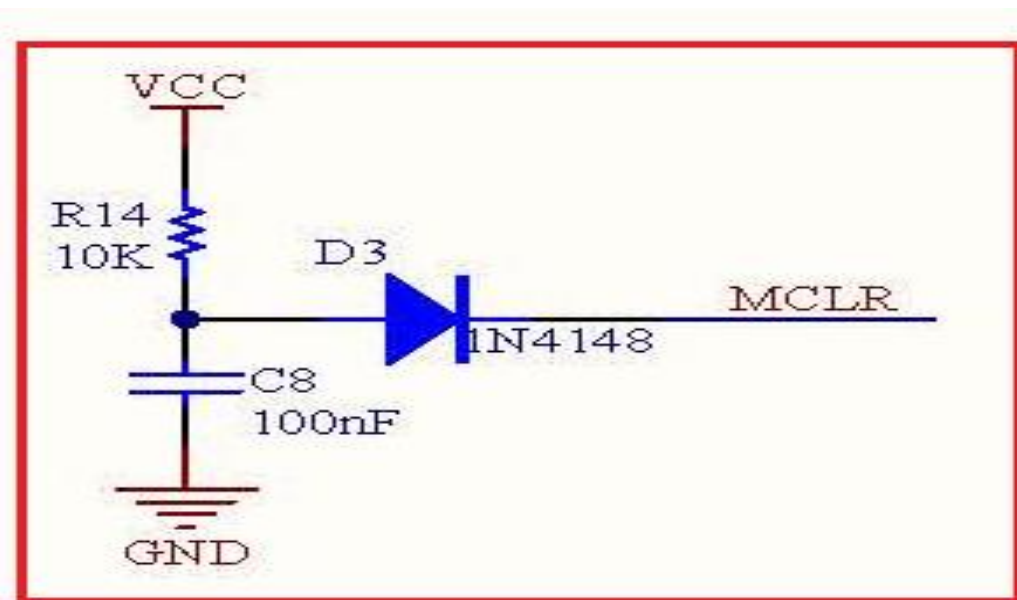 VCC
R14
10K
D3
MCLR
1N4148
C8
100nF
GND